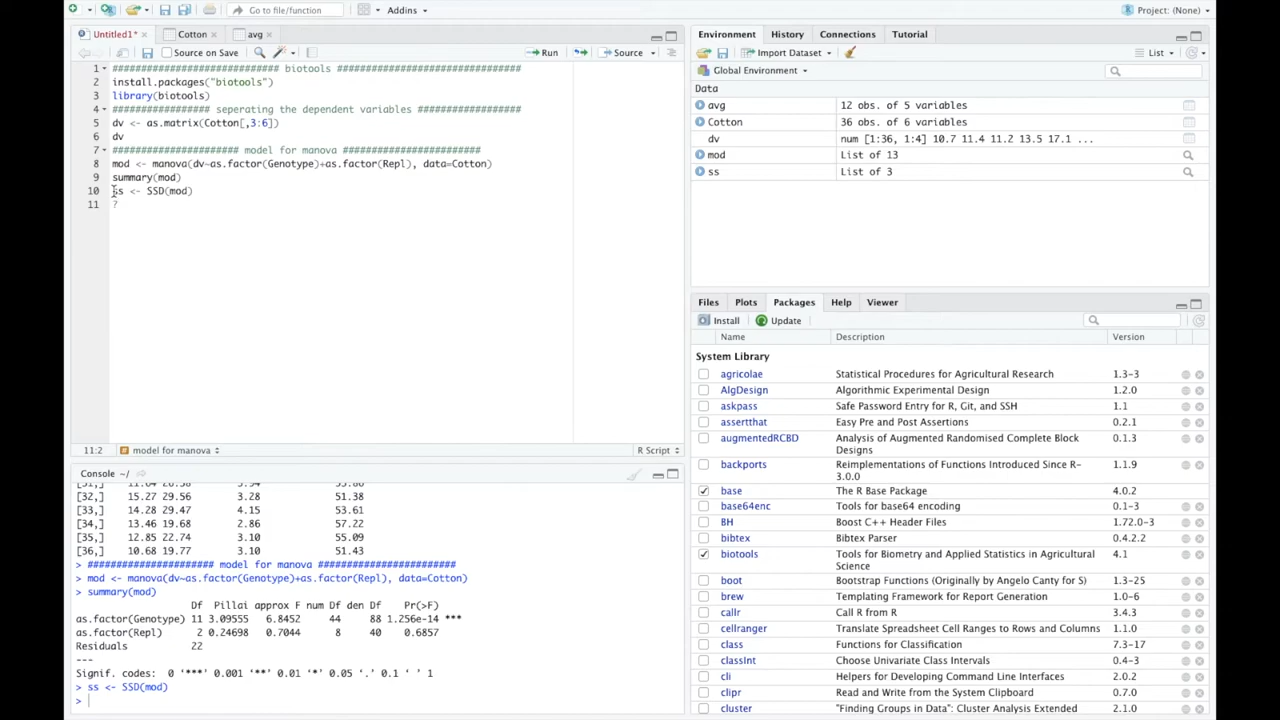 Go to file/function
Addins
Project: (None)
Untitled1*
Cotton
avg
Source on Save
Run
Source
1 ############################ biotools ###############################
2 install.packages("biotools")
3 library(biotools)
4 ################# seperating the dependent variables #################
5 dv <- as.matrix(Cotton[,3:6])
6 dv
7 ###################### model for manova ########################
8 mod <- manova(dv~as.factor(Genotype)+as.factor(Repl), data=Cotton)
9 summary(mod)
10 ss <- SSD(mod)
11 ?
11:2 model for manova R Script
Console ~/
[32,] 15.27 29.56 3.28 51.38
[33,] 14.28 29.47 4.15 53.61
[34,] 13.46 19.68 2.86 57.22
[35,] 12.85 22.74 3.10 55.09
[36,] 10.68 19.77 3.10 51.43
> ###################### model for manova ########################
> mod <- manova(dv~as.factor(Genotype)+as.factor(Repl), data=Cotton)
> summary(mod)
Df Pillai approx F num Df den Df Pr(>F)
as.factor(Genotype) 11 3.09555 6.8452 44 88 1.256e-14 ***
as.factor(Repl) 2 0.24698 0.7044 8 40 0.6857
Residuals 22
---
Signif. codes: 0 ‘***’ 0.001 ‘**’ 0.01 ‘*’ 0.05 ‘.’ 0.1 ‘ ’ 1
> ss <- SSD(mod)
>
Environment History Connections Tutorial
Import Dataset List
Global Environment
Data
avg 12 obs. of 5 variables
Cotton 36 obs. of 6 variables
dv num [1:36, 1:4] 10.7 11.4 11.2 13.5 17.1 ...
mod List of 13
ss List of 3
Files Plots Packages Help Viewer
Install Update
Name Description Version
System Library
agricolae Statistical Procedures for Agricultural Research 1.3-3
AlgDesign Algorithmic Experimental Design 1.2.0
askpass Safe Password Entry for R, Git, and SSH 1.1
assertthat Easy Pre and Post Assertions 0.2.1
augmentedRCBD Analysis of Augmented Randomised Complete Block 0.1.3
Designs
backports Reimplementations of Functions Introduced Since R- 1.1.9
3.0.0
base The R Base Package 4.0.2
base64enc Tools for base64 encoding 0.1-3
BH Boost C++ Header Files 1.72.0-3
bibtex Bibtex Parser 0.4.2.2
biotools Tools for Biometry and Applied Statistics in Agricultural 4.1
Science
boot Bootstrap Functions (Originally by Angelo Canty for S) 1.3-25
brew Templating Framework for Report Generation 1.0-6
callr Call R from R 3.4.3
cellranger Translate Spreadsheet Cell Ranges to Rows and Columns 1.1.0
class Functions for Classification 7.3-17
classInt Choose Univariate Class Intervals 0.4-3
cli Helpers for Developing Command Line Interfaces 2.0.2
clipr Read and Write from the System Clipboard 0.7.0
cluster "Finding Groups in Data": Cluster Analysis Extended 2.1.0